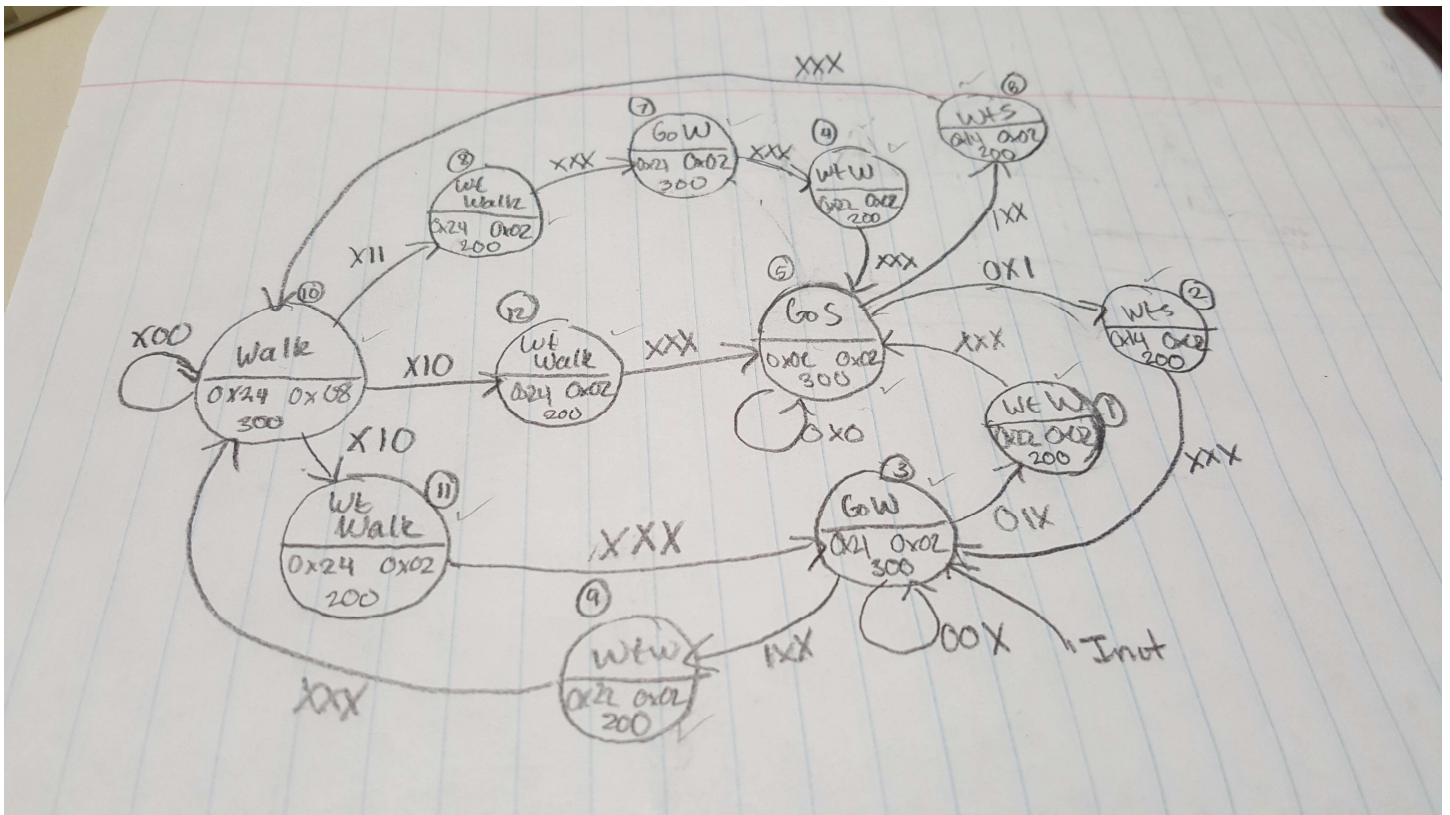 XXX
⑥
Wts
0x14 0x02
200
⑦
GoW
0x21 0x02
300
XXX
④
WtW
0x22 0x02
200
XXX
⑧
Wt
Walk
0x24 0x02
200
X11
XXX
1XX
⑤
GoS
0x0C 0x02
300
0X0
0X1
②
Wts
0x14 0x02
200
⑩
Walk
0x24 0x08
300
X00
X10
⑫
Wt
Walk
0x24 0x02
200
XXX
XXX
①
Wt W
0x22 0x02
200
XXX
X10
⑪
Wt
Walk
0x24 0x02
200
XXX
③
GoW
0x21 0x02
300
01X
1XX
00X
Inot
⑨
WtW
0x22 0x02
200
XXX